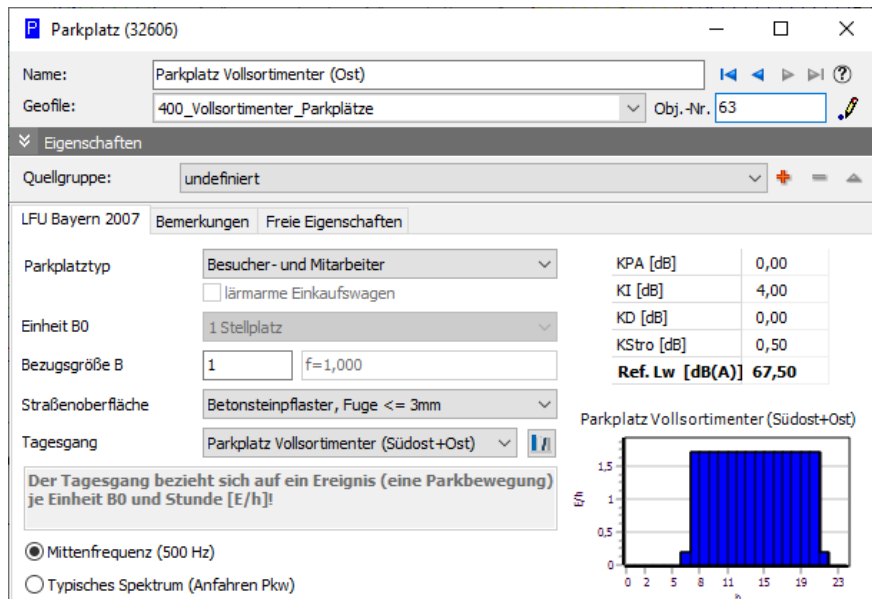 P Parkplatz (32606)
Name: Parkplatz Vollsortimenter (Ost)
Geofile: 400_Vollsortimenter_Parkplätze Obj.-Nr. 63
Eigenschaften
Quellgruppe: undefiniert
LFU Bayern 2007 Bemerkungen Freie Eigenschaften
Parkplatztyp Besucher- und Mitarbeiter
lärmarme Einkaufswagen
Einheit B0 1 Stellplatz
Bezugsgröße B 1 f=1,000
Straßenoberfläche Betonsteinpflaster, Fuge <= 3mm
Tagesgang Parkplatz Vollsortimenter (Südost+Ost)
Der Tagesgang bezieht sich auf ein Ereignis (eine Parkbewegung)
je Einheit B0 und Stunde [E/h]!
Mittenfrequenz (500 Hz)
Typisches Spektrum (Anfahren Pkw)
KPA [dB] 0,00
KI [dB] 4,00
KD [dB] 0,00
KStro [dB] 0,50
Ref. Lw [dB(A)] 67,50
Parkplatz Vollsortimenter (Südost+Ost)
E/h
1,5
1
0,5
0
0 2 5 8 11 15 19 23